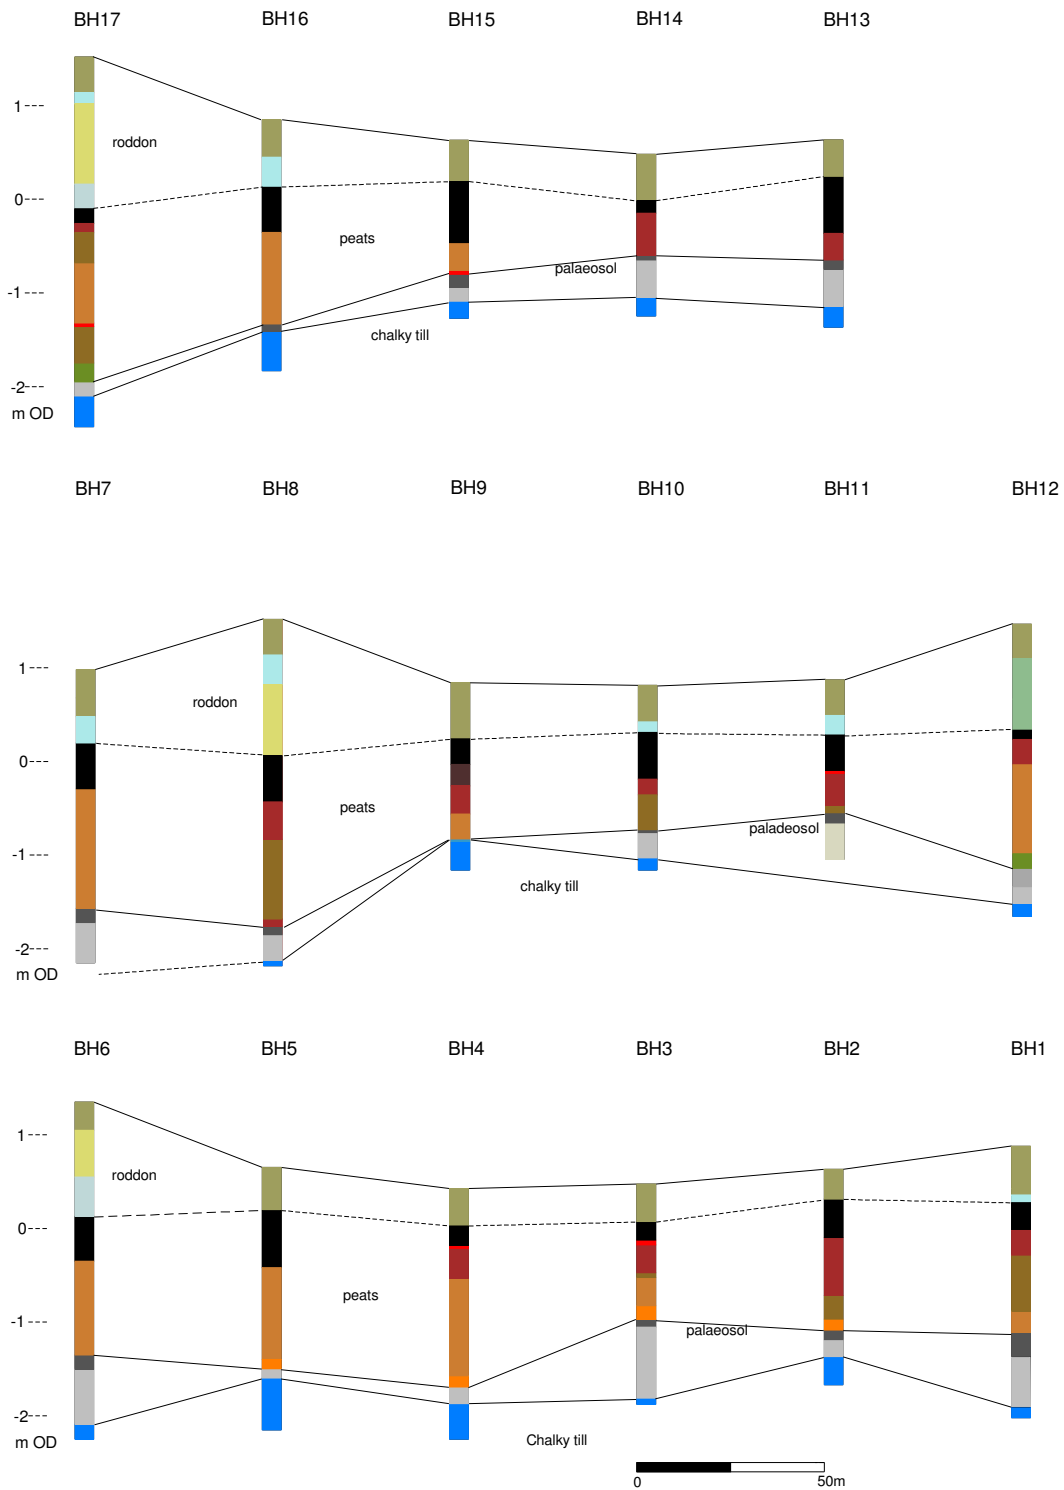 BH17 BH16 BH15 BH14 BH13
1---
roddon
0---
peats
palaeosol
-1---
chalky till
-2---
m OD
BH7 BH8 BH9 BH10 BH11 BH12
1---
roddon
0---
peats
paladeosol
-1---
chalky till
-2---
m OD
BH6 BH5 BH4 BH3 BH2 BH1
1---
roddon
0---
peats
-1---
palaeosol
-2---
m OD
Chalky till
0 50m